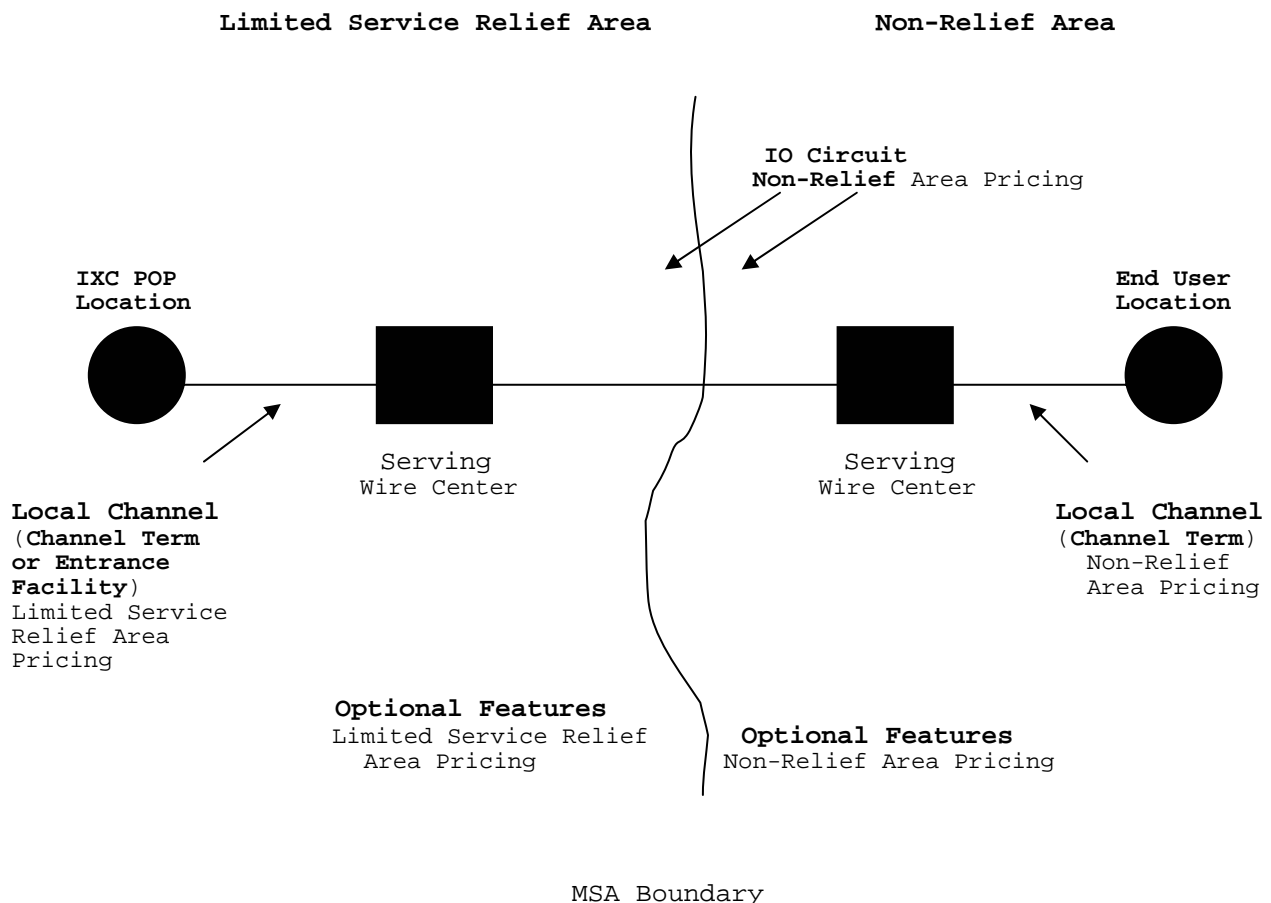 Limited Service Relief Area
Non-Relief Area
IO Circuit
Non-Relief Area Pricing
IXC POP
Location
End User
Location
Serving
Wire Center
Serving
Wire Center
Local Channel
(Channel Term
or Entrance
Facility)
Limited Service
Relief Area
Pricing
Local Channel
(Channel Term)
Non-Relief
Area Pricing
Optional Features
Limited Service Relief
Area Pricing
Optional Features
Non-Relief Area Pricing
MSA Boundary